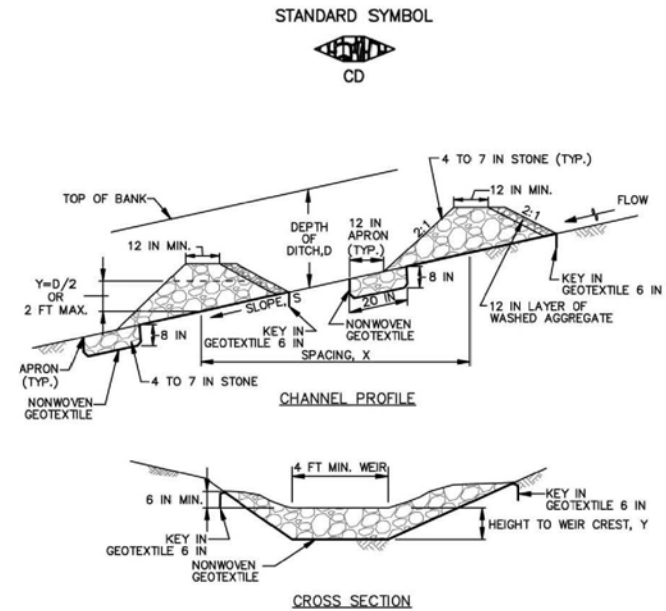 STANDARD SYMBOL
CD
4 TO 7 IN STONE (TYP.)
12 IN MIN.
FLOW
TOP OF BANK
DEPTH
OF
DITCH,D
12 IN
APRON
(TYP.)
2:1
2:1
12 IN MIN.
Y=D/2
OR
2 FT MAX.
SLOPE, S
8 IN
20 IN
KEY IN
GEOTEXTILE 6 IN
12 IN LAYER OF
WASHED AGGREGATE
NONWOVEN
GEOTEXTILE
KEY IN
GEOTEXTILE 6 IN
8 IN
SPACING, X
APRON
(TYP.)
4 TO 7 IN STONE
NONWOVEN
GEOTEXTILE
CHANNEL PROFILE
4 FT MIN. WEIR
6 IN MIN.
KEY IN
GEOTEXTILE 6 IN
HEIGHT TO WEIR CREST, Y
KEY IN
GEOTEXTILE 6 IN
NONWOVEN
GEOTEXTILE
CROSS SECTION